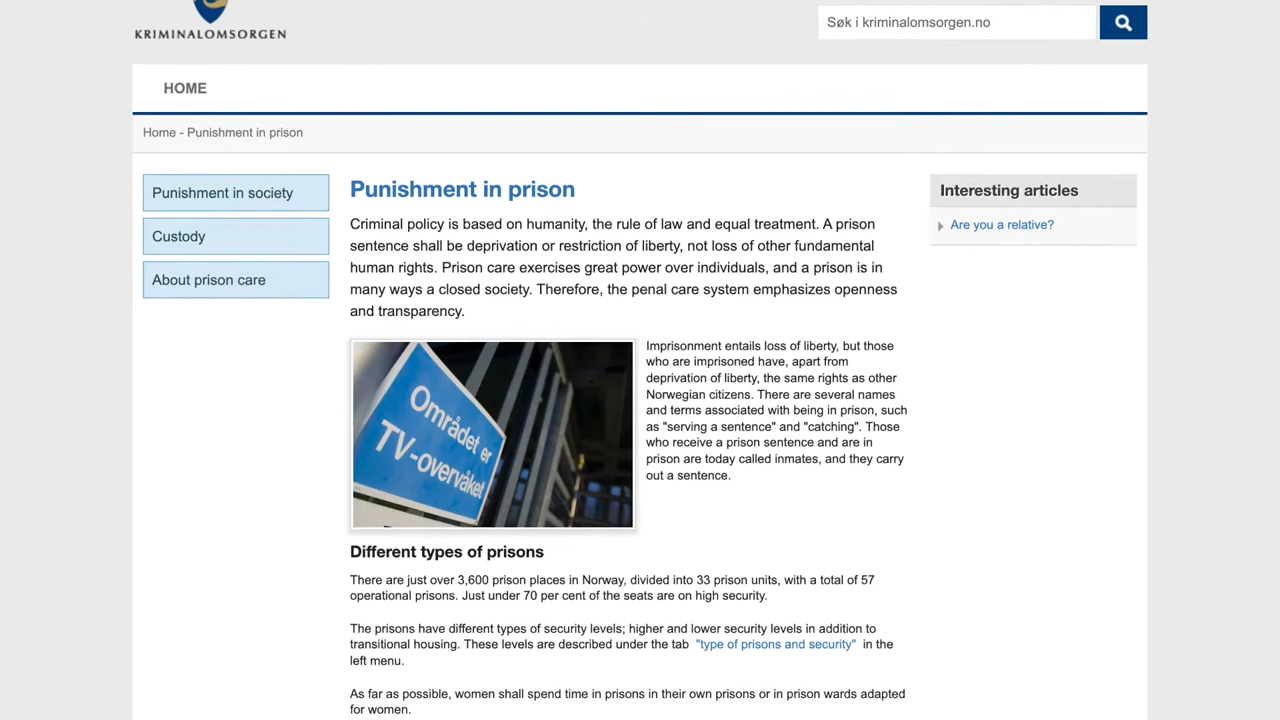 KRIMINALOMSORGEN
Søk i kriminalomsorgen.no
HOME
Home - Punishment in prison
Punishment in society
Custody
About prison care
Punishment in prison
Criminal policy is based on humanity, the rule of law and equal treatment. A prison
sentence shall be deprivation or restriction of liberty, not loss of other fundamental
human rights. Prison care exercises great power over individuals, and a prison is in
many ways a closed society. Therefore, the penal care system emphasizes openness
and transparency.
Området er
TV-overvåket
Imprisonment entails loss of liberty, but those
who are imprisoned have, apart from
deprivation of liberty, the same rights as other
Norwegian citizens. There are several names
and terms associated with being in prison, such
as "serving a sentence" and "catching". Those
who receive a prison sentence and are in
prison are today called inmates, and they carry
out a sentence.
Different types of prisons
There are just over 3,600 prison places in Norway, divided into 33 prison units, with a total of 57
operational prisons. Just under 70 per cent of the seats are on high security.
The prisons have different types of security levels; higher and lower security levels in addition to
transitional housing. These levels are described under the tab "type of prisons and security" in the
left menu.
As far as possible, women shall spend time in prisons in their own prisons or in prison wards adapted
for women.
Interesting articles
Are you a relative?